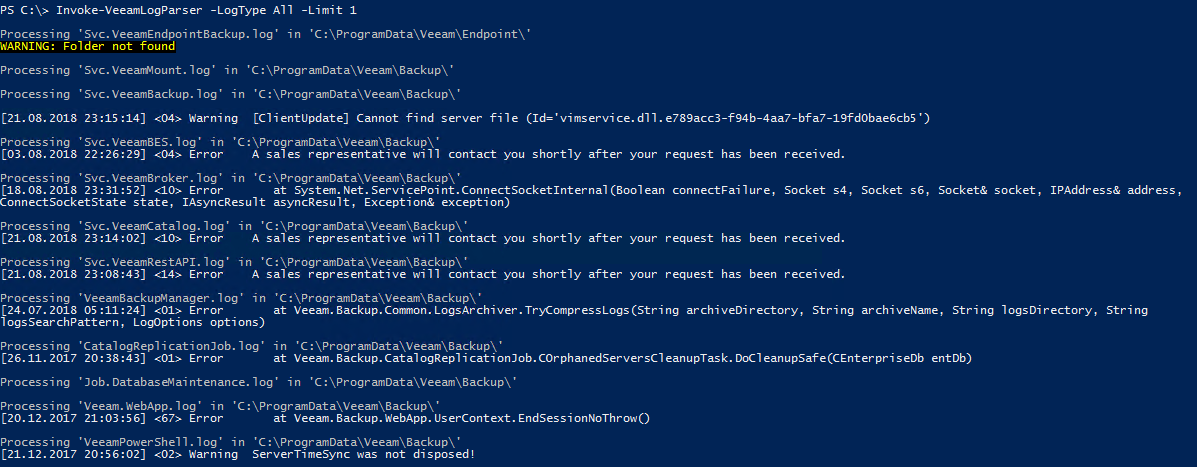 PS C:\> Invoke-VeeamLogParser -LogType All -Limit 1
Processing 'Svc.VeeamEndpointBackup.log' in 'C:\ProgramData\Veeam\Endpoint\'
WARNING: Folder not found
Processing 'Svc.VeeamMount.log' in 'C:\ProgramData\Veeam\Backup\'
Processing 'Svc.VeeamBackup.log' in 'C:\ProgramData\Veeam\Backup\'
[21.08.2018 23:15:14] <04> Warning  [ClientUpdate] Cannot find server file (Id='vimservice.dll.e789acc3-f94b-4aa7-bfa7-19fd0bae6cb5')
Processing 'Svc.VeeamBES.log' in 'C:\ProgramData\Veeam\Backup\'
[03.08.2018 22:26:29] <04> Error    A sales representative will contact you shortly after your request has been received.
Processing 'Svc.VeeamBroker.log' in 'C:\ProgramData\Veeam\Backup\'
[18.08.2018 23:31:52] <10> Error       at System.Net.ServicePoint.ConnectSocketInternal(Boolean connectFailure, Socket s4, Socket s6, Socket& socket, IPAddress& address,
ConnectSocketState state, IAsyncResult asyncResult, Exception& exception)
Processing 'Svc.VeeamCatalog.log' in 'C:\ProgramData\Veeam\Backup\'
[21.08.2018 23:14:02] <10> Error    A sales representative will contact you shortly after your request has been received.
Processing 'Svc.VeeamRestAPI.log' in 'C:\ProgramData\Veeam\Backup\'
[21.08.2018 23:08:43] <14> Error    A sales representative will contact you shortly after your request has been received.
Processing 'VeeamBackupManager.log' in 'C:\ProgramData\Veeam\Backup\'
[24.07.2018 05:11:24] <01> Error       at Veeam.Backup.Common.LogsArchiver.TryCompressLogs(String archiveDirectory, String archiveName, String logsDirectory, String
logsSearchPattern, LogOptions options)
Processing 'CatalogReplicationJob.log' in 'C:\ProgramData\Veeam\Backup\'
[26.11.2017 20:38:43] <01> Error       at Veeam.Backup.CatalogReplicationJob.COrphanedServersCleanupTask.DoCleanupSafe(CEnterpriseDb entDb)
Processing 'Job.DatabaseMaintenance.log' in 'C:\ProgramData\Veeam\Backup\'
Processing 'Veeam.WebApp.log' in 'C:\ProgramData\Veeam\Backup\'
[20.12.2017 21:03:56] <67> Error       at Veeam.Backup.WebApp.UserContext.EndSessionNoThrow()
Processing 'VeeamPowerShell.log' in 'C:\ProgramData\Veeam\Backup\'
[21.12.2017 20:56:02] <02> Warning  ServerTimeSync was not disposed!